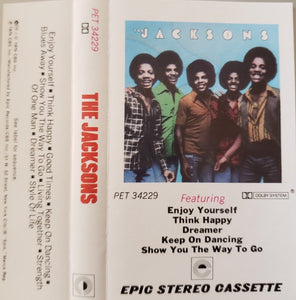 PET 34229
Enjoy Yourself • Think Happy • Good Times • Keep On Dancing •
Blues Away • Show You The Way To Go • Living Together • Strength
Of One Man • Dreamer • Style Of Life
THE JACKSONS
THE JACKSONS
PET 34229
Featuring
DOLBY SYSTEM
Enjoy Yourself
Think Happy
Dreamer
Keep On Dancing
Show You The Way To Go
EPIC STEREO CASSETTE